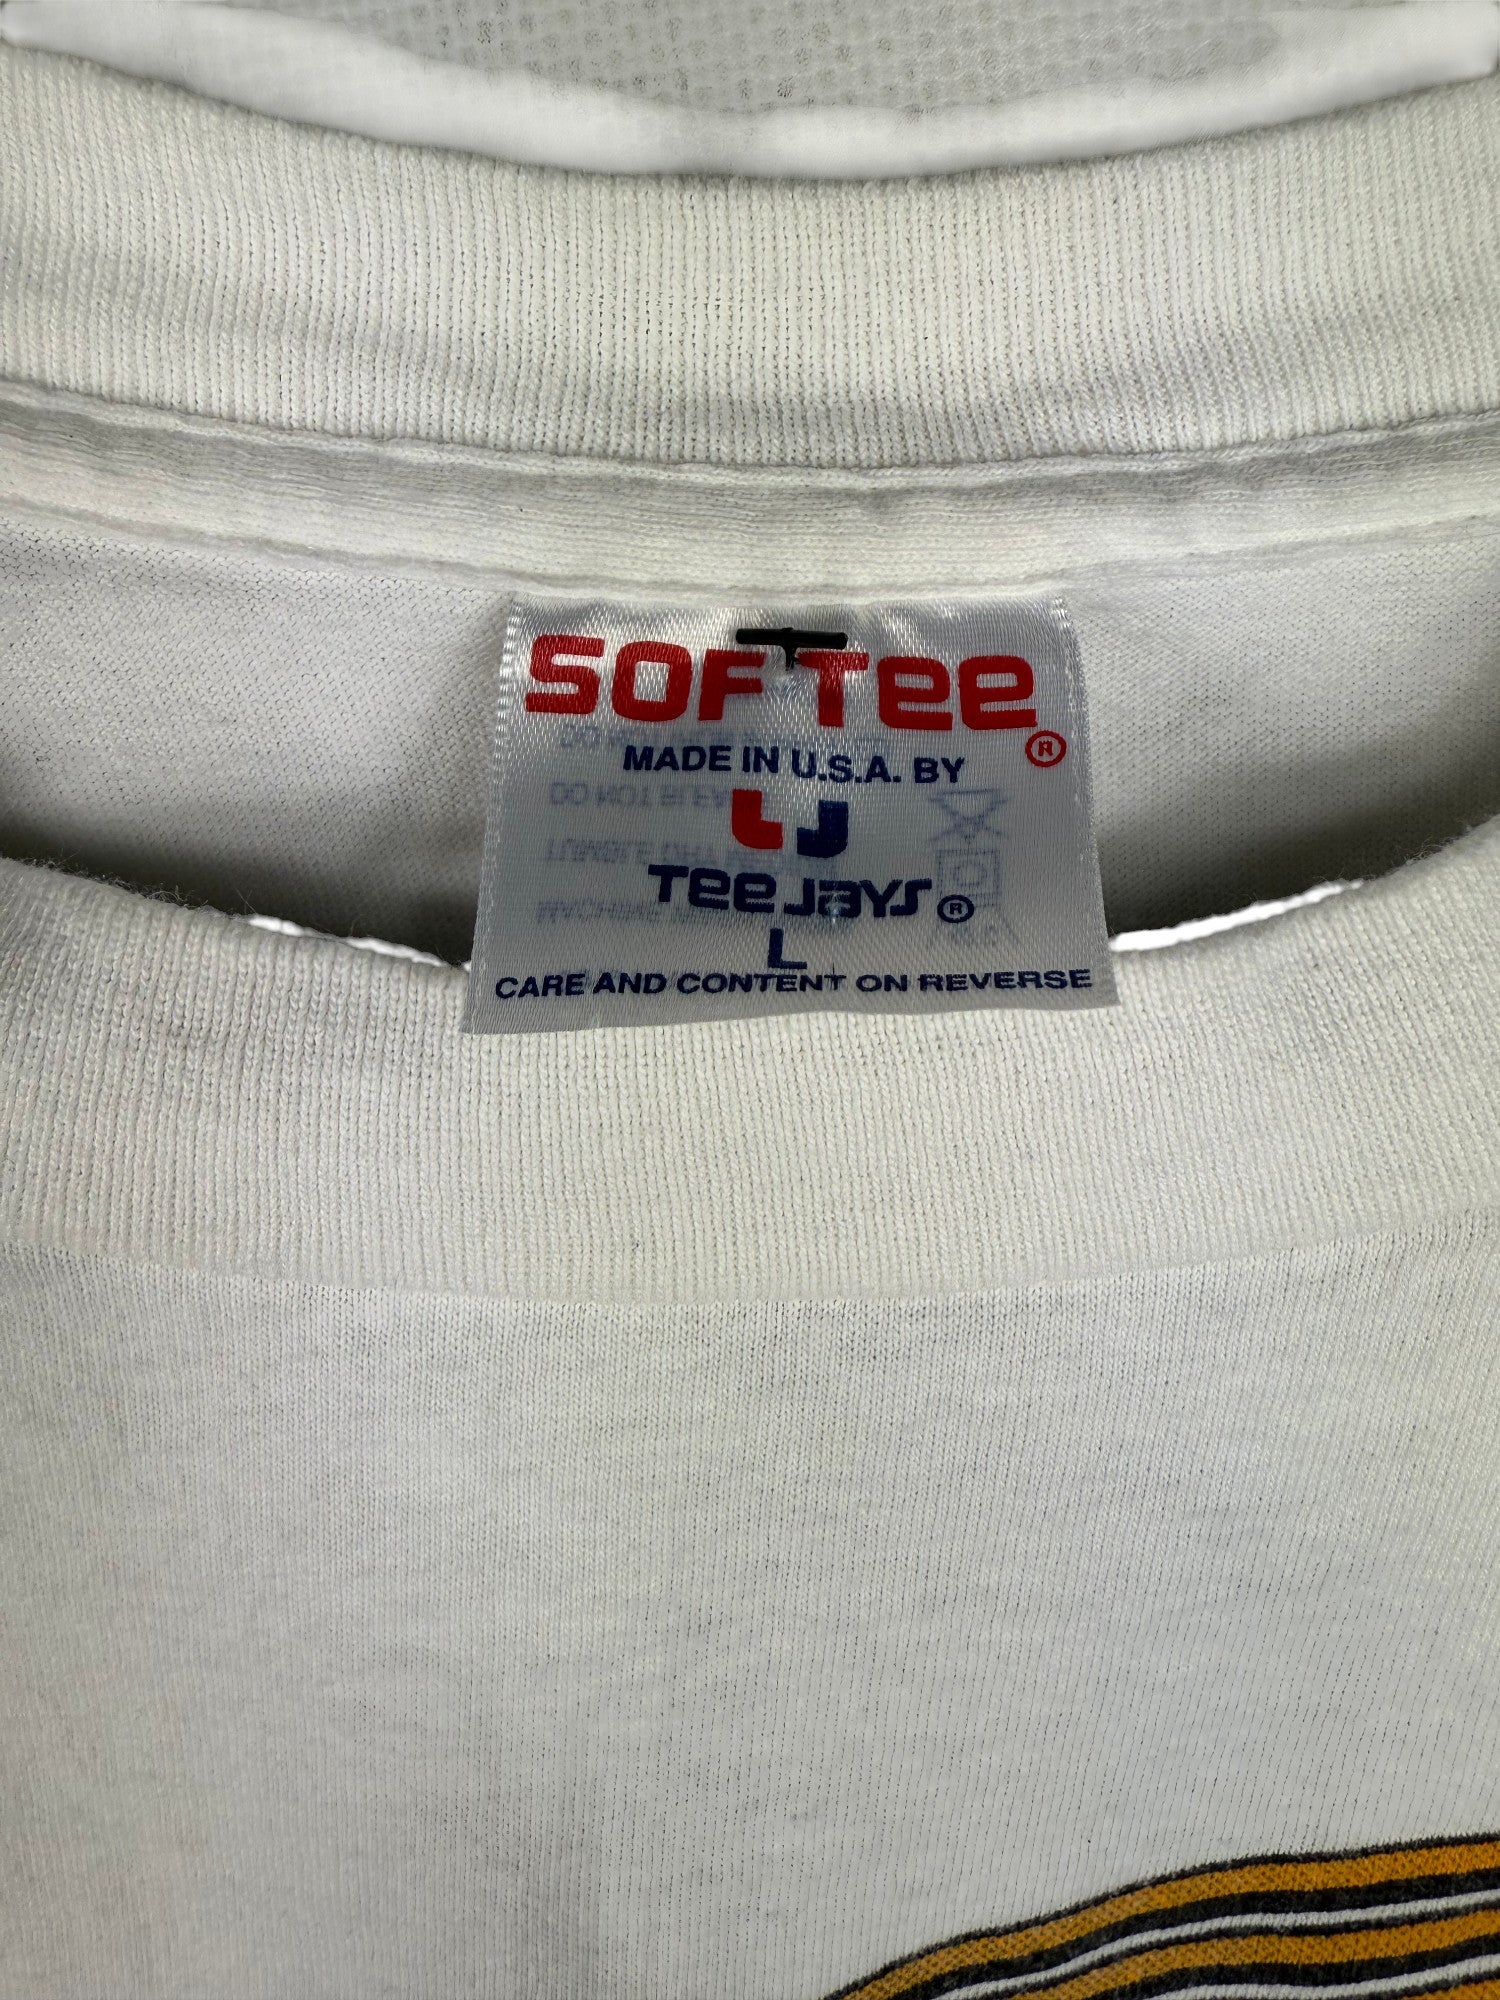 SOFTee ®
MADE IN U.S.A. BY
TEE JAYS ®
L
CARE AND CONTENT ON REVERSE